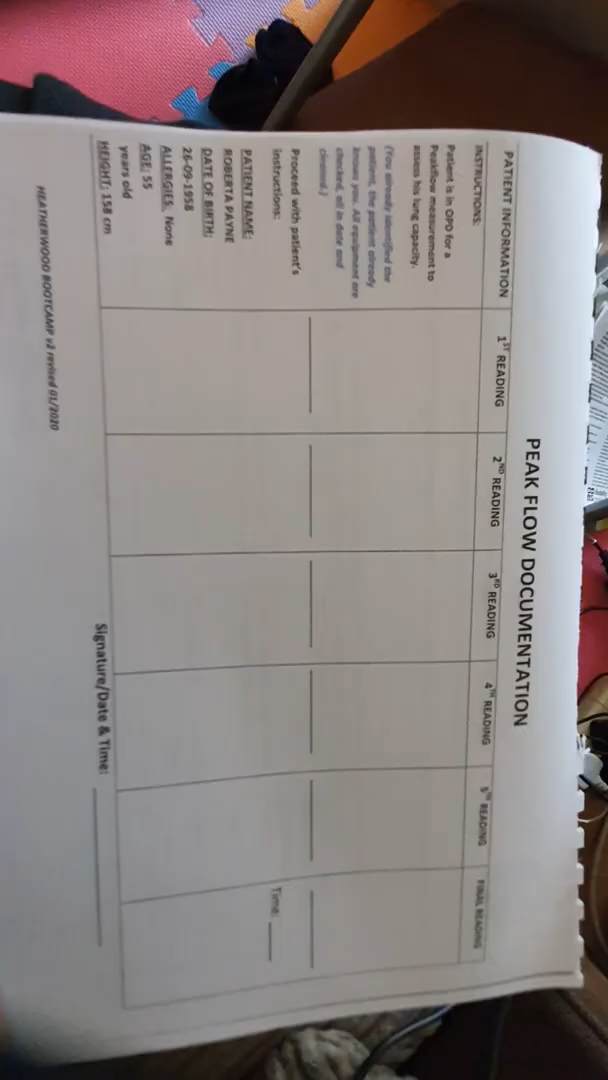 PEAK FLOW DOCUMENTATION
PATIENT INFORMATION
1ST READING
2ND READING
3RD READING
4TH READING
5TH READING
FINAL READING
INSTRUCTIONS:
Patient is in OPD for a
Peakflow measurement to
assess his lung capacity.
(You already identified the
patient, the patient already
knows you. All equipment are
checked, all in date and
cleaned.)
Proceed with patient's
instructions:
PATIENT NAME:
ROBERTA PAYNE
DATE OF BIRTH:
26-09-1958
ALLERGIES: None
AGE: 55
years old
HEIGHT: 158 cm
Time:
Signature/Date & Time:
HEATHERWOOD BOOTCAMP v2 revised 01/2020